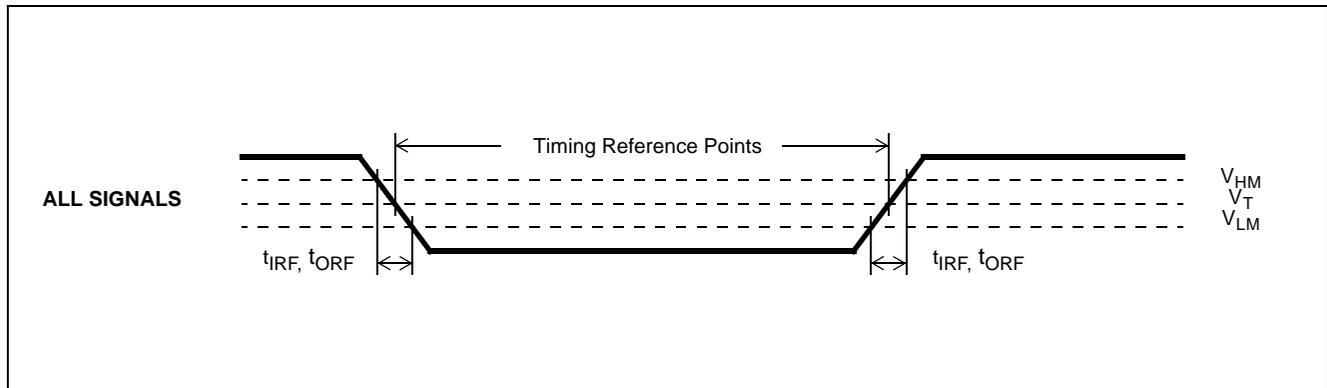 Timing Reference Points
V_HM
ALL SIGNALS
V_T
V_LM
t_IRF, t_ORF
t_IRF, t_ORF